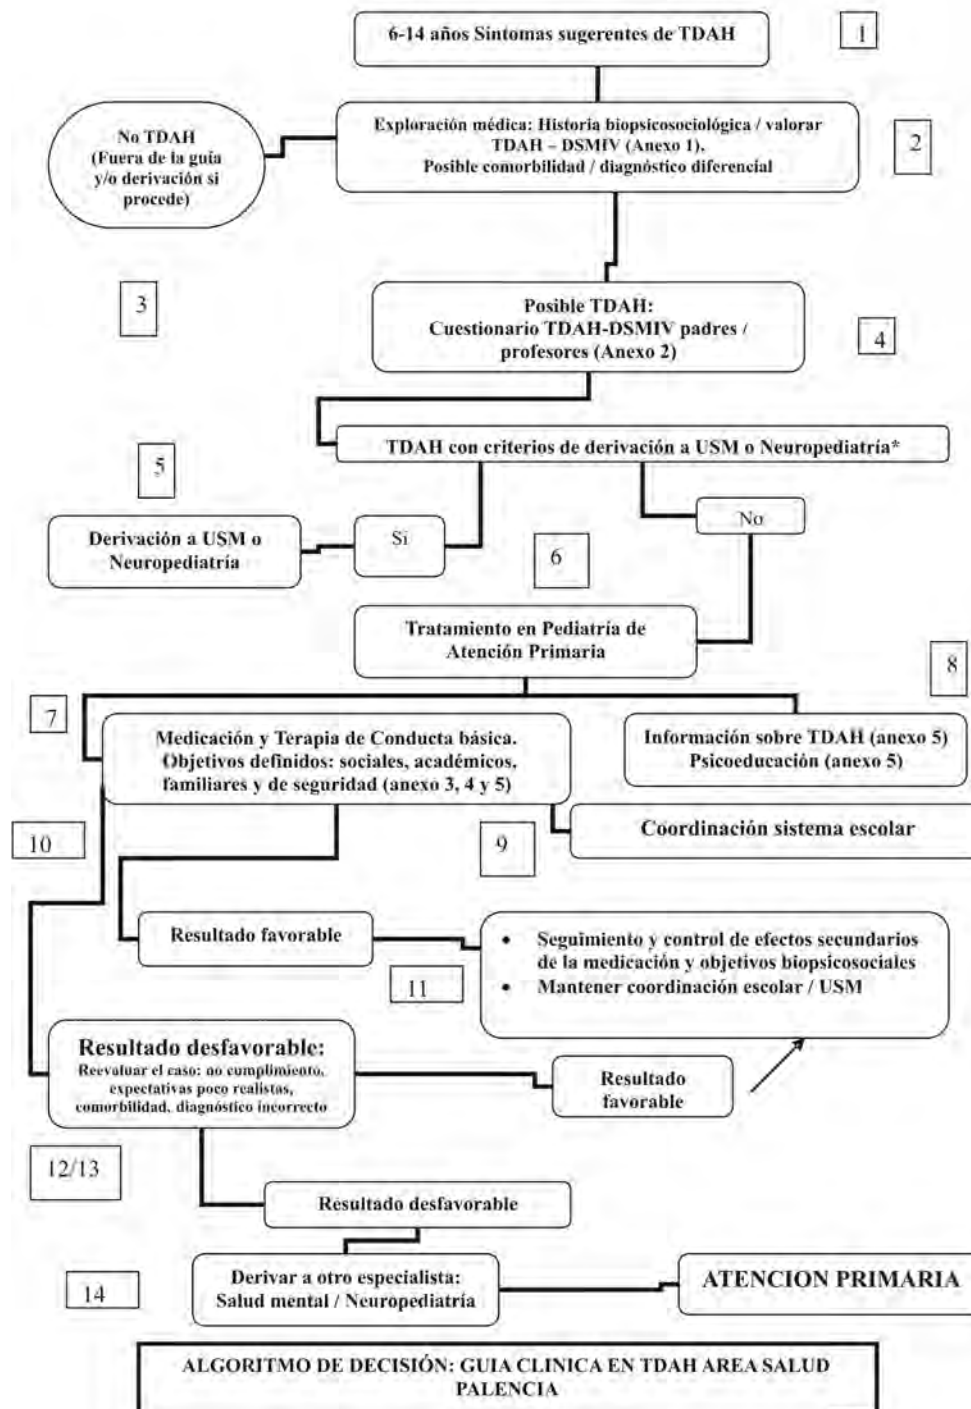 6-14 años Síntomas sugerentes de TDAH
1
No TDAH
(Fuera de la guía
y/o derivación si
procede)
Exploración médica: Historia biopsicosociológica / valorar
TDAH – DSMIV (Anexo 1).
Posible comorbilidad / diagnóstico diferencial
2
3
Posible TDAH:
Cuestionario TDAH-DSMIV padres /
profesores (Anexo 2)
4
TDAH con criterios de derivación a USM o Neuropediatría*
5
Derivación a USM o
Neuropediatría
Si
No
6
Tratamiento en Pediatría de
Atención Primaria
8
7
Medicación y Terapia de Conducta básica.
Objetivos definidos: sociales, académicos,
familiares y de seguridad (anexo 3, 4 y 5)
Información sobre TDAH (anexo 5)
Psicoeducación (anexo 5)
10
9
Coordinación sistema escolar
Resultado favorable
• Seguimiento y control de efectos secundarios
de la medicación y objetivos biopsicosociales
• Mantener coordinación escolar / USM
11
Resultado desfavorable:
Reevaluar el caso: no cumplimiento,
expectativas poco realistas,
comorbilidad, diagnóstico incorrecto
Resultado
favorable
12/13
Resultado desfavorable
14
Derivar a otro especialista:
Salud mental / Neuropediatría
ATENCION PRIMARIA
ALGORITMO DE DECISIÓN: GUIA CLINICA EN TDAH AREA SALUD
PALENCIA